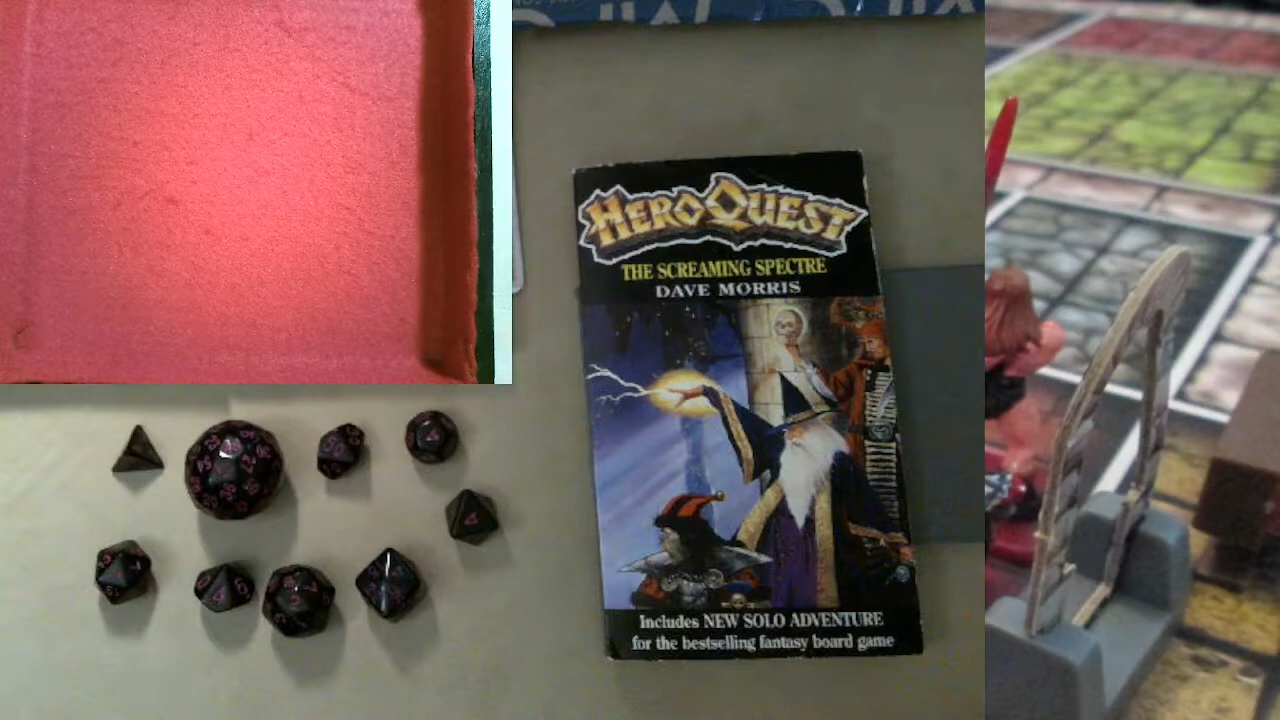 HEROQUEST
THE SCREAMING SPECTRE
DAVE MORRIS
Includes NEW SOLO ADVENTURE
for the bestselling fantasy board game